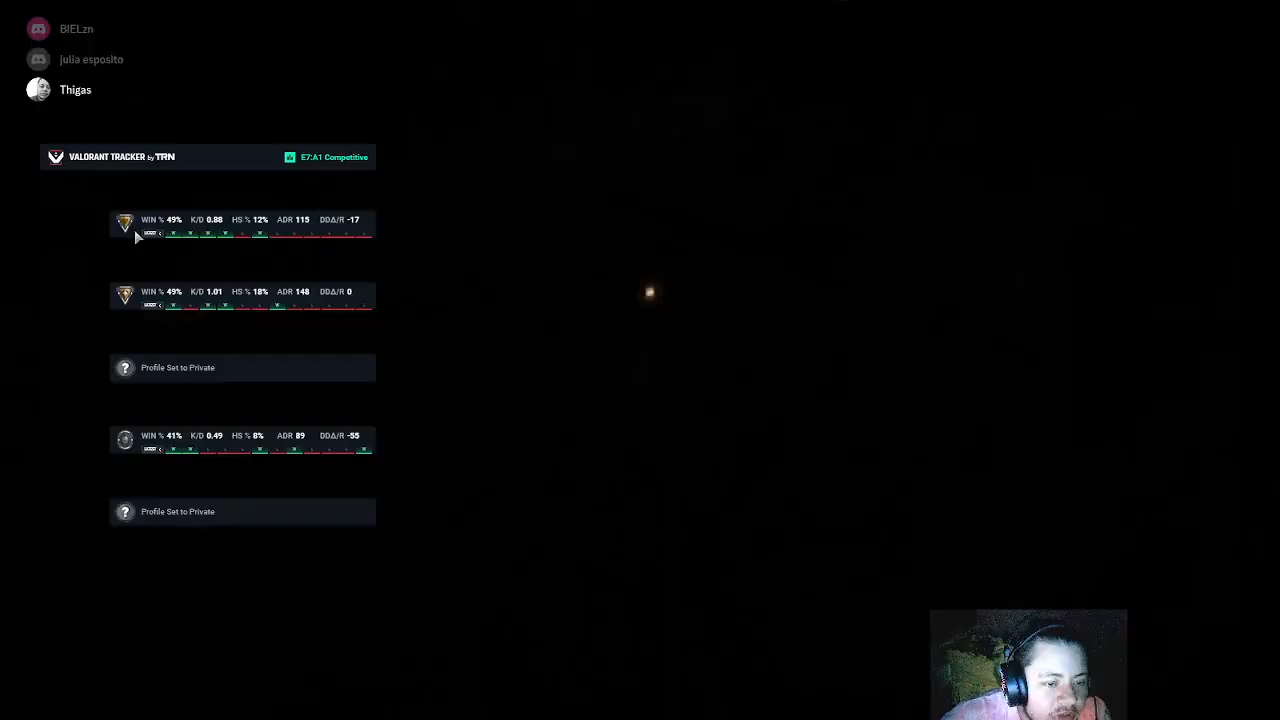 BIELzn
julia esposito
Thigas
VALORANT TRACKER by TRN E7:A1 Competitive
WIN % 49% K/D 0.88 HS % 12% ADR 115 DDΔ/R -17
WIN % 49% K/D 1.01 HS % 18% ADR 148 DDΔ/R 0
? Profile Set to Private
WIN % 41% K/D 0.49 HS % 8% ADR 89 DDΔ/R -55
? Profile Set to Private